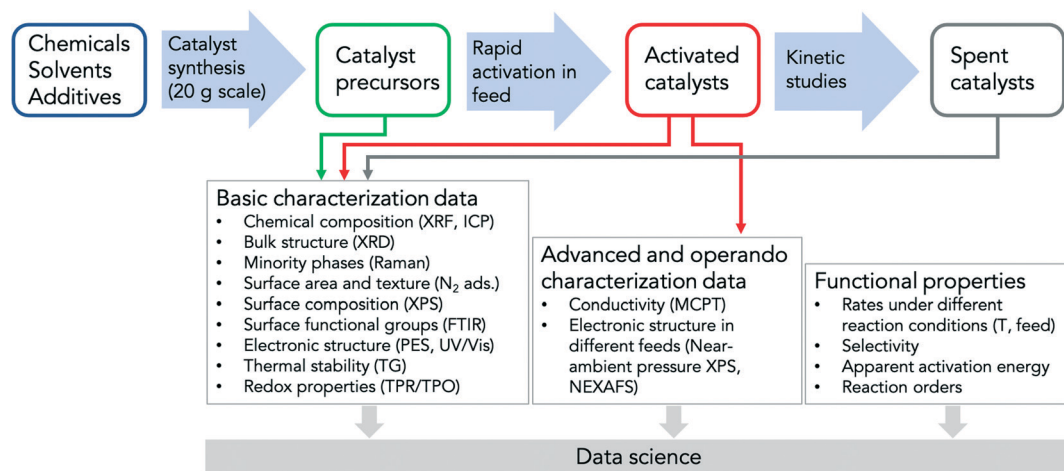 Chemicals
Solvents
Additives
Catalyst
synthesis
(20 g scale)
Catalyst
precursors
Rapid
activation in
feed
Activated
catalysts
Kinetic
studies
Spent
catalysts
Basic characterization data
• Chemical composition (XRF, ICP)
• Bulk structure (XRD)
• Minority phases (Raman)
• Surface area and texture (N₂ ads.)
• Surface composition (XPS)
• Surface functional groups (FTIR)
• Electronic structure (PES, UV/Vis)
• Thermal stability (TG)
• Redox properties (TPR/TPO)
Advanced and operando
characterization data
• Conductivity (MCPT)
• Electronic structure in
different feeds (Near-
ambient pressure XPS,
NEXAFS)
Functional properties
• Rates under different
reaction conditions (T, feed)
• Selectivity
• Apparent activation energy
• Reaction orders
Data science